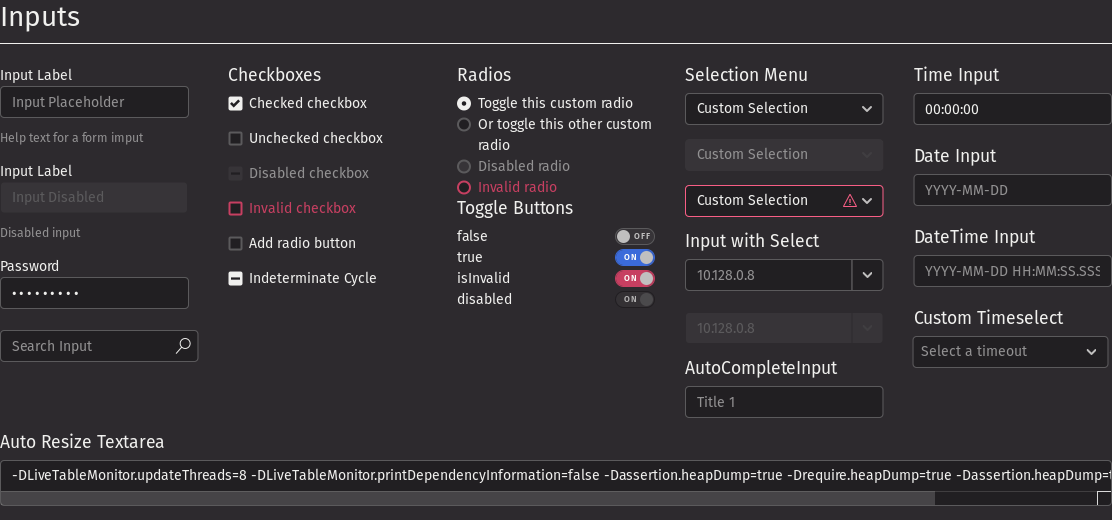 Inputs
Input Label
Input Placeholder
Help text for a form imput
Input Label
Input Disabled
Disabled input
Password
Search Input
Checkboxes
Checked checkbox
Unchecked checkbox
Disabled checkbox
Invalid checkbox
Add radio button
Indeterminate Cycle
Radios
Toggle this custom radio
Or toggle this other custom
radio
Disabled radio
Invalid radio
Toggle Buttons
false OFF
true ON
isInvalid ON
disabled ON
Selection Menu
Custom Selection
Custom Selection
Custom Selection
Input with Select
10.128.0.8
10.128.0.8
AutoCompleteInput
Title 1
Time Input
00:00:00
Date Input
YYYY-MM-DD
DateTime Input
YYYY-MM-DD HH:MM:SS.SSS
Custom Timeselect
Select a timeout
Auto Resize Textarea
-DLiveTableMonitor.updateThreads=8 -DLiveTableMonitor.printDependencyInformation=false -Dassertion.heapDump=true -Drequire.heapDump=true -Dassertion.heapDump=t